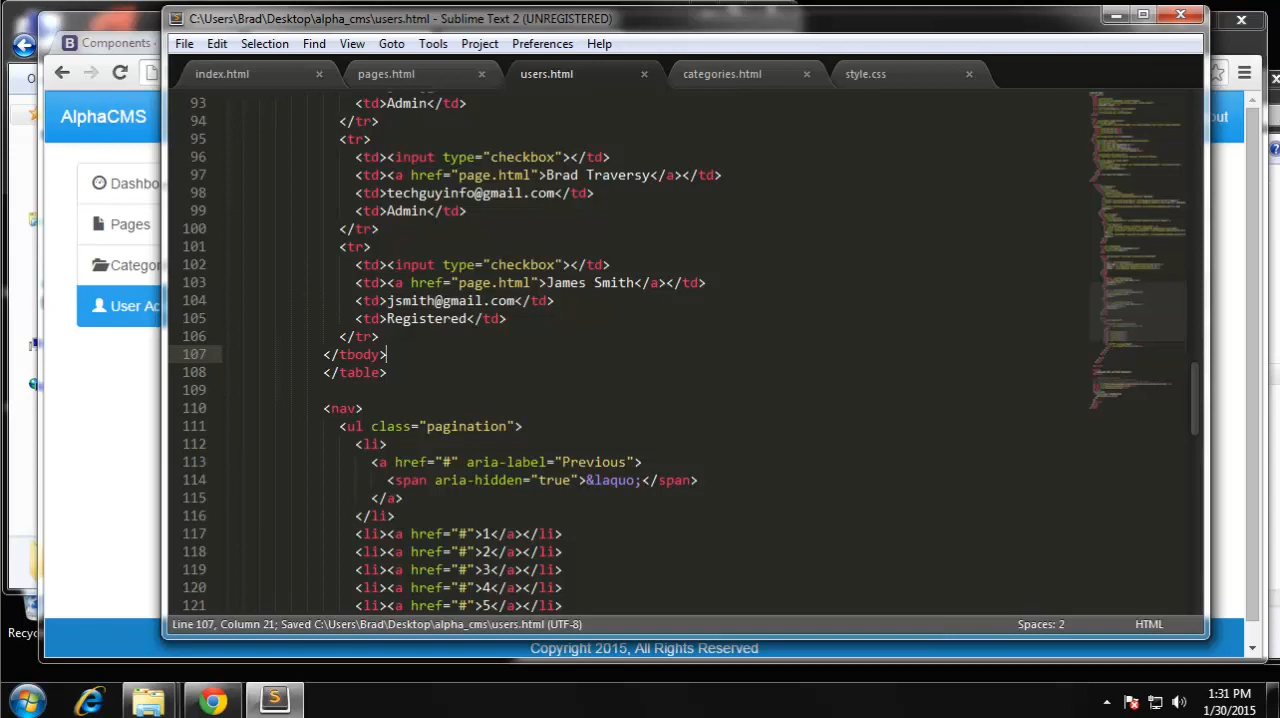 C:\Users\Brad\Desktop\alpha_cms\users.html - Sublime Text 2 (UNREGISTERED)
Components -
File Edit Selection Find View Goto Tools Project Preferences Help
index.html × pages.html × users.html × categories.html × style.css ×
93 <td>Admin</td>
94 </tr>
95 <tr>
96 <td><input type="checkbox"></td>
97 <td><a href="page.html">Brad Traversy</a></td>
98 <td>techguyinfo@gmail.com</td>
99 <td>Admin</td>
100 </tr>
101 <tr>
102 <td><input type="checkbox"></td>
103 <td><a href="page.html">James Smith</a></td>
104 <td>jsmith@gmail.com</td>
105 <td>Registered</td>
106 </tr>
107 </tbody>
108 </table>
109
110 <nav>
111 <ul class="pagination">
112 <li>
113 <a href="#" aria-label="Previous">
114 <span aria-hidden="true">&laquo;</span>
115 </a>
116 </li>
117 <li><a href="#">1</a></li>
118 <li><a href="#">2</a></li>
119 <li><a href="#">3</a></li>
120 <li><a href="#">4</a></li>
121 <li><a href="#">5</a></li>
Line 107, Column 21; Saved C:\Users\Brad\Desktop\alpha_cms\users.html (UTF-8) Spaces: 2 HTML
AlphaCMS
out
Dashbo
Pages
Categor
User Ac
Recyc
Copyright 2015, All Rights Reserved
1:31 PM
1/30/2015